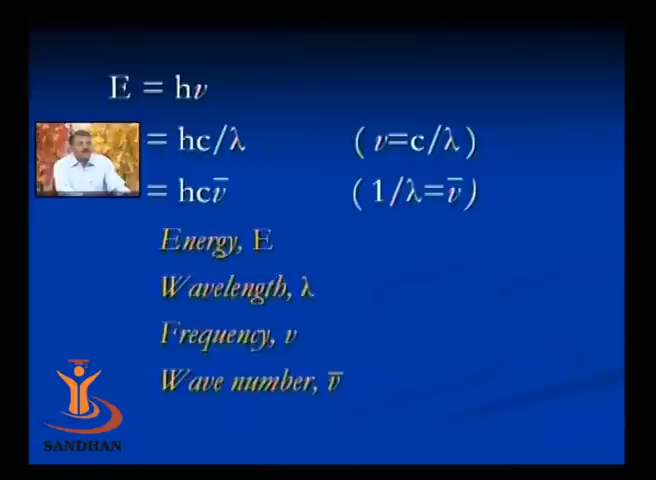 E = hν
= hc/λ ( ν=c/λ )
= hcν̅ ( 1/λ=ν̅ )
Energy, E
Wavelength, λ
Frequency, ν
Wave number, ν̅
SANDHAN